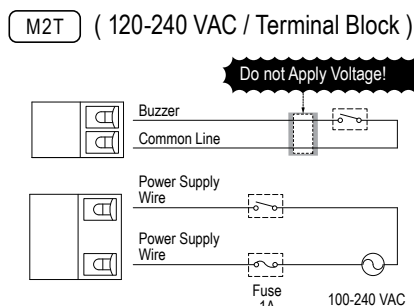 M2T ( 120-240 VAC / Terminal Block )
Do not Apply Voltage!
Buzzer
Common Line
Power Supply
Wire
Power Supply
Wire
Fuse
1A
100-240 VAC